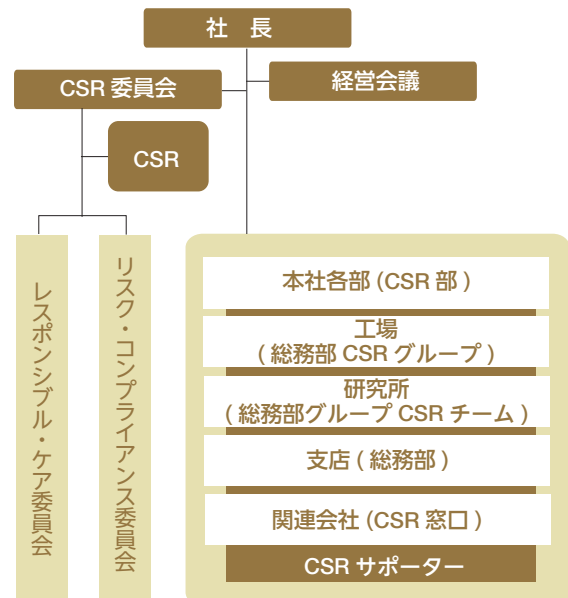 社　長
経営会議
CSR 委員会
CSR
レスポンシブル・ケア委員会
リスク・コンプライアンス委員会
本社各部 (CSR 部 )
工場
( 総務部 CSR グループ )
研究所
( 総務部グループ CSR チーム )
支店 ( 総務部 )
関連会社 (CSR 窓口 )
CSR サポーター